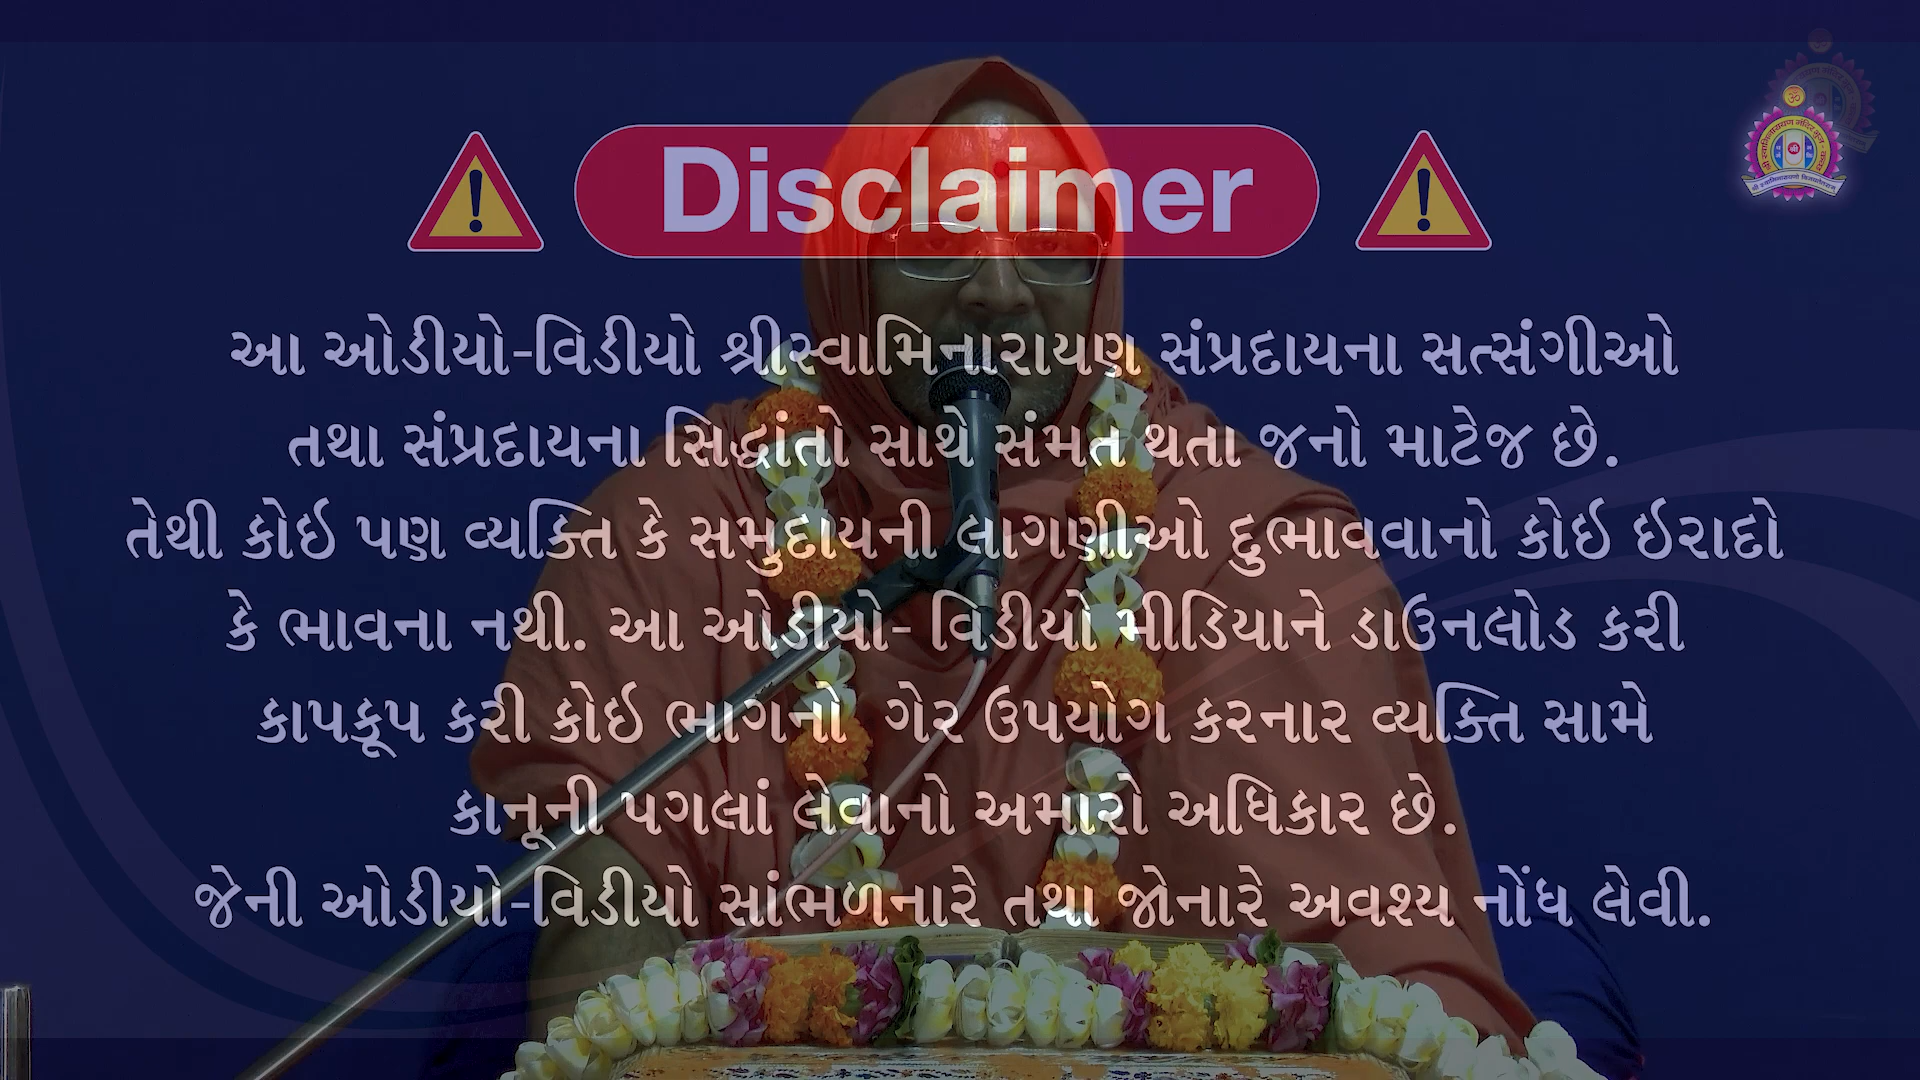 Disclaimer
આ ઓડીયો-વિડીયો શ્રીસ્વામિનારાયણ સંપ્રદાયના સત્સંગીઓ
તથા સંપ્રદાયના સિદ્ધાંતો સાથે સંમત થતા જનો માટેજ છે.
તેથી કોઇ પણ વ્યક્તિ કે સમુદાયની લાગણીઓ દુભાવવાનો કોઇ ઇરાદો
કે ભાવના નથી. આ ઓડીયો- વિડીયો મીડિયાને ડાઉનલોડ કરી
કાપકૂપ કરી કોઇ ભાગનો ગેર ઉપયોગ કરનાર વ્યક્તિ સામે
કાનૂની પગલાં લેવાનો અમારો અધિકાર છે.
જેની ઓડીયો-વિડીયો સાંભળનારે તથા જોનારે અવશ્ય નોંધ લેવી.